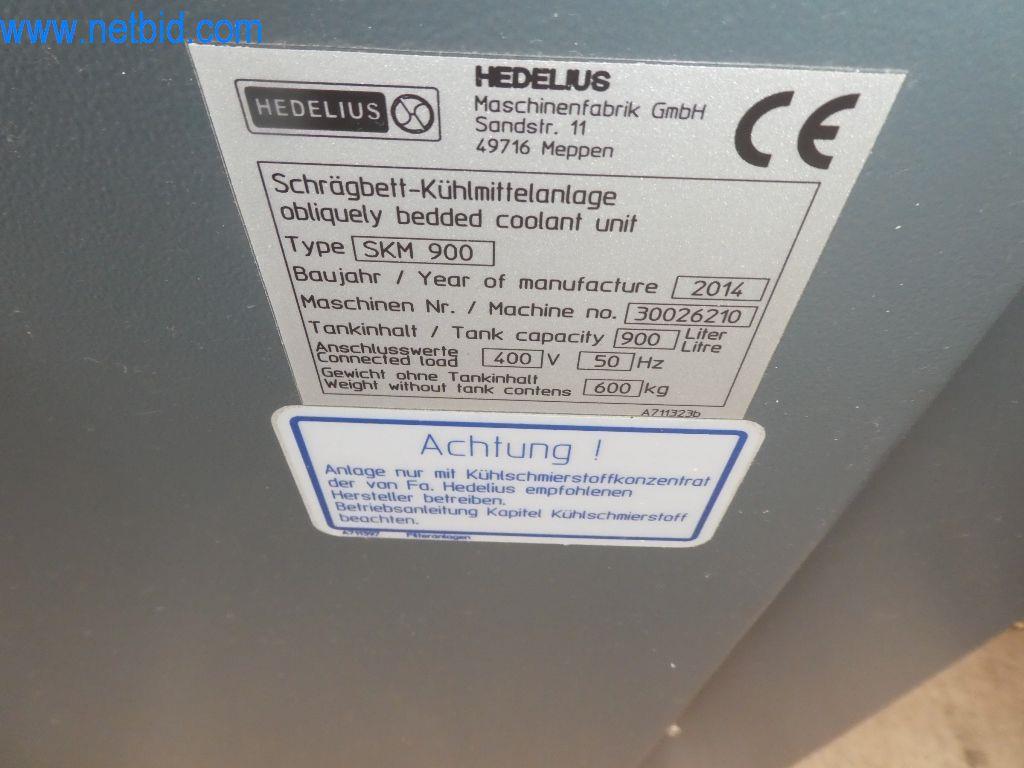 www.netbid.com
HEDELIUS
HEDELIUS
Maschinenfabrik GmbH
Sandstr. 11
49716 Meppen
CE
Schrägbett-Kühlmittelanlage
obliquely bedded coolant unit
Type SKM 900
Baujahr / Year of manufacture 2014
Maschinen Nr. / Machine no. 30026210
Tankinhalt / Tank capacity 900 Liter
Litre
Anschlusswerte
Connected load 400 V 50 Hz
Gewicht ohne Tankinhalt
Weight without tank contens 600 kg
A711323b
Achtung !
Anlage nur mit Kühlschmierstoffkonzentrat
der von Fa. Hedelius empfohlenen
Hersteller betreiben.
Betriebsanleitung Kapitel Kühlschmierstoff
beachten.
A711397 Filteranlagen